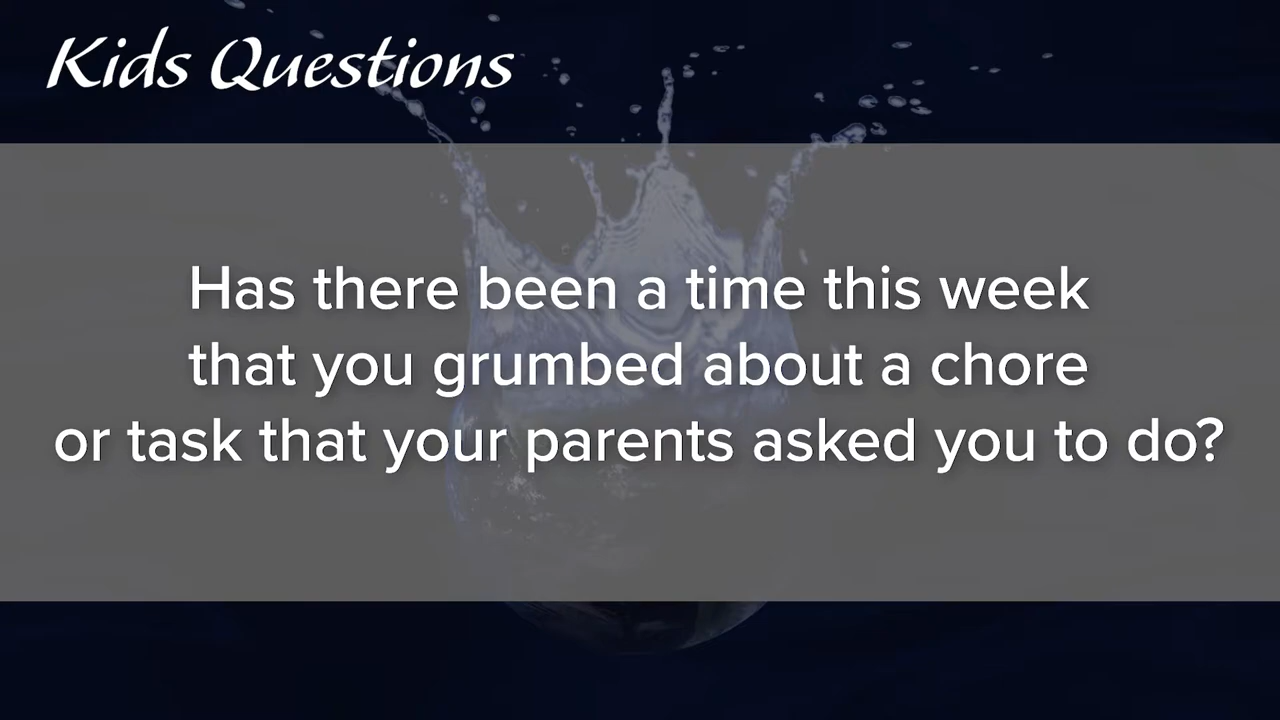 Kids Questions
Has there been a time this week
that you grumbed about a chore
or task that your parents asked you to do?